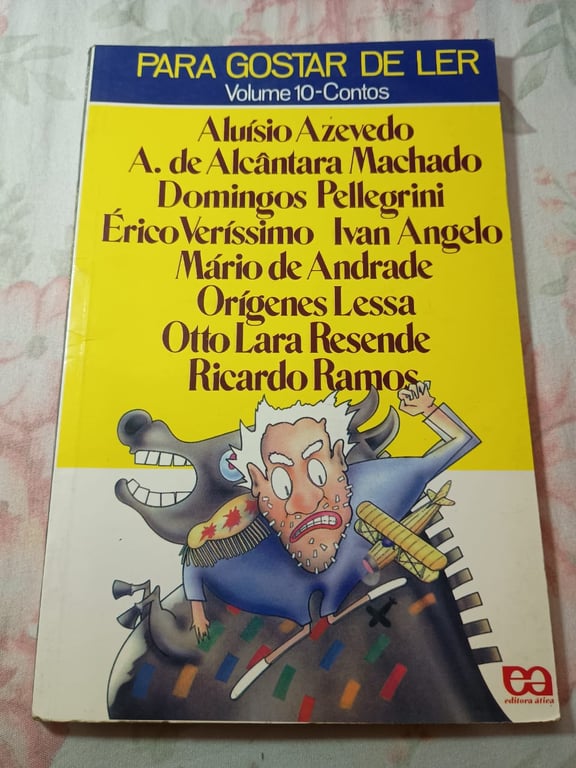 PARA GOSTAR DE LER
Volume 10-Contos
Aluísio Azevedo
A. de Alcântara Machado
Domingos Pellegrini
Érico Veríssimo Ivan Angelo
Mário de Andrade
Orígenes Lessa
Otto Lara Resende
Ricardo Ramos
ea
editora ática